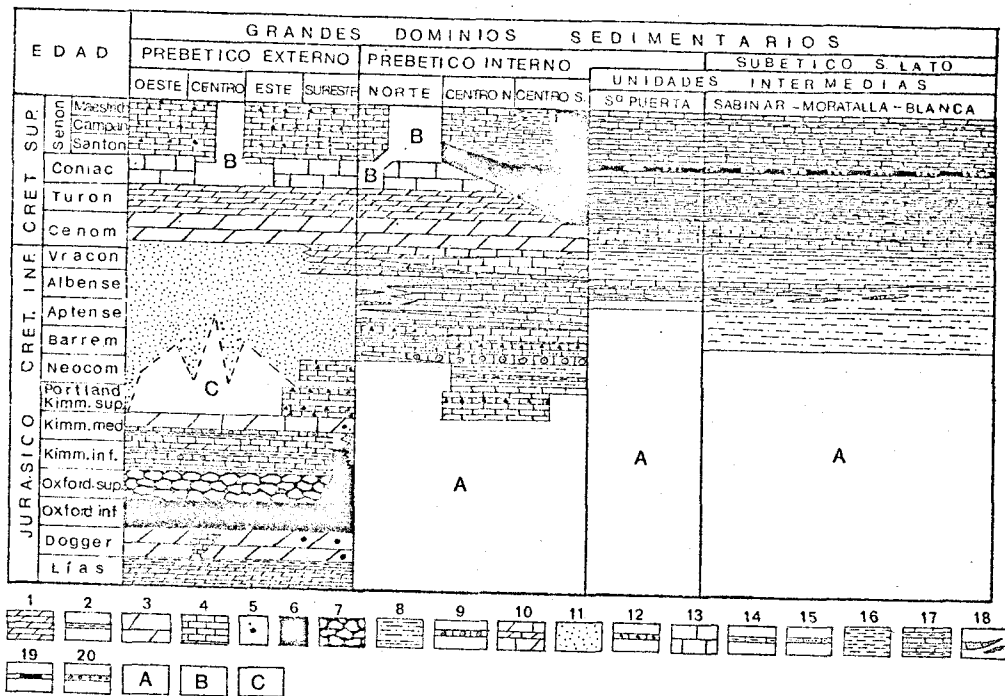 GRANDES DOMINIOS SEDIMENTARIOS
EDAD
PREBETICO EXTERNO PREBETICO INTERNO
SUBETICO S. LATO
UNIDADES INTERMEDIAS
OESTE CENTRO ESTE SURESTE NORTE CENTRO N. CENTRO S.
Sª PUERTA SABINAR-MORATALLA-BLANCA
CRET SUP.
Senon
Maestrich
Campan
Santon
B
B
B
Coniac
Turon
Cenom
CRET. INF.
Vracon
Albense
Aptense
Barrem
Neocom
C
JURASICO
Portland
Kimm.sup
Kimm.med
Kimm.inf.
A
A
A
Oxford.sup
Oxford inf
Dogger
Lías
1 2 3 4 5 6 7 8 9 10 11 12 13 14 15 16 17 18
19 20
A B C